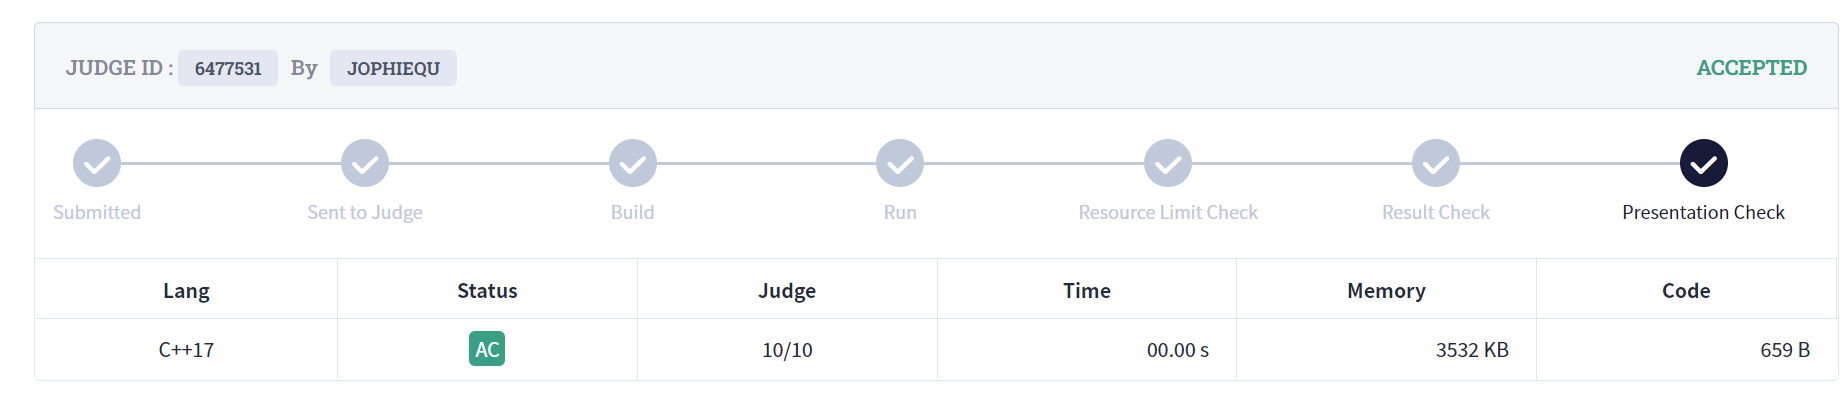 JUDGE ID : 6477531 By JOPHIEQU ACCEPTED
Submitted Sent to Judge Build Run Resource Limit Check Result Check Presentation Check
Lang Status Judge Time Memory Code
C++17 AC 10/10 00.00 s 3532 KB 659 B